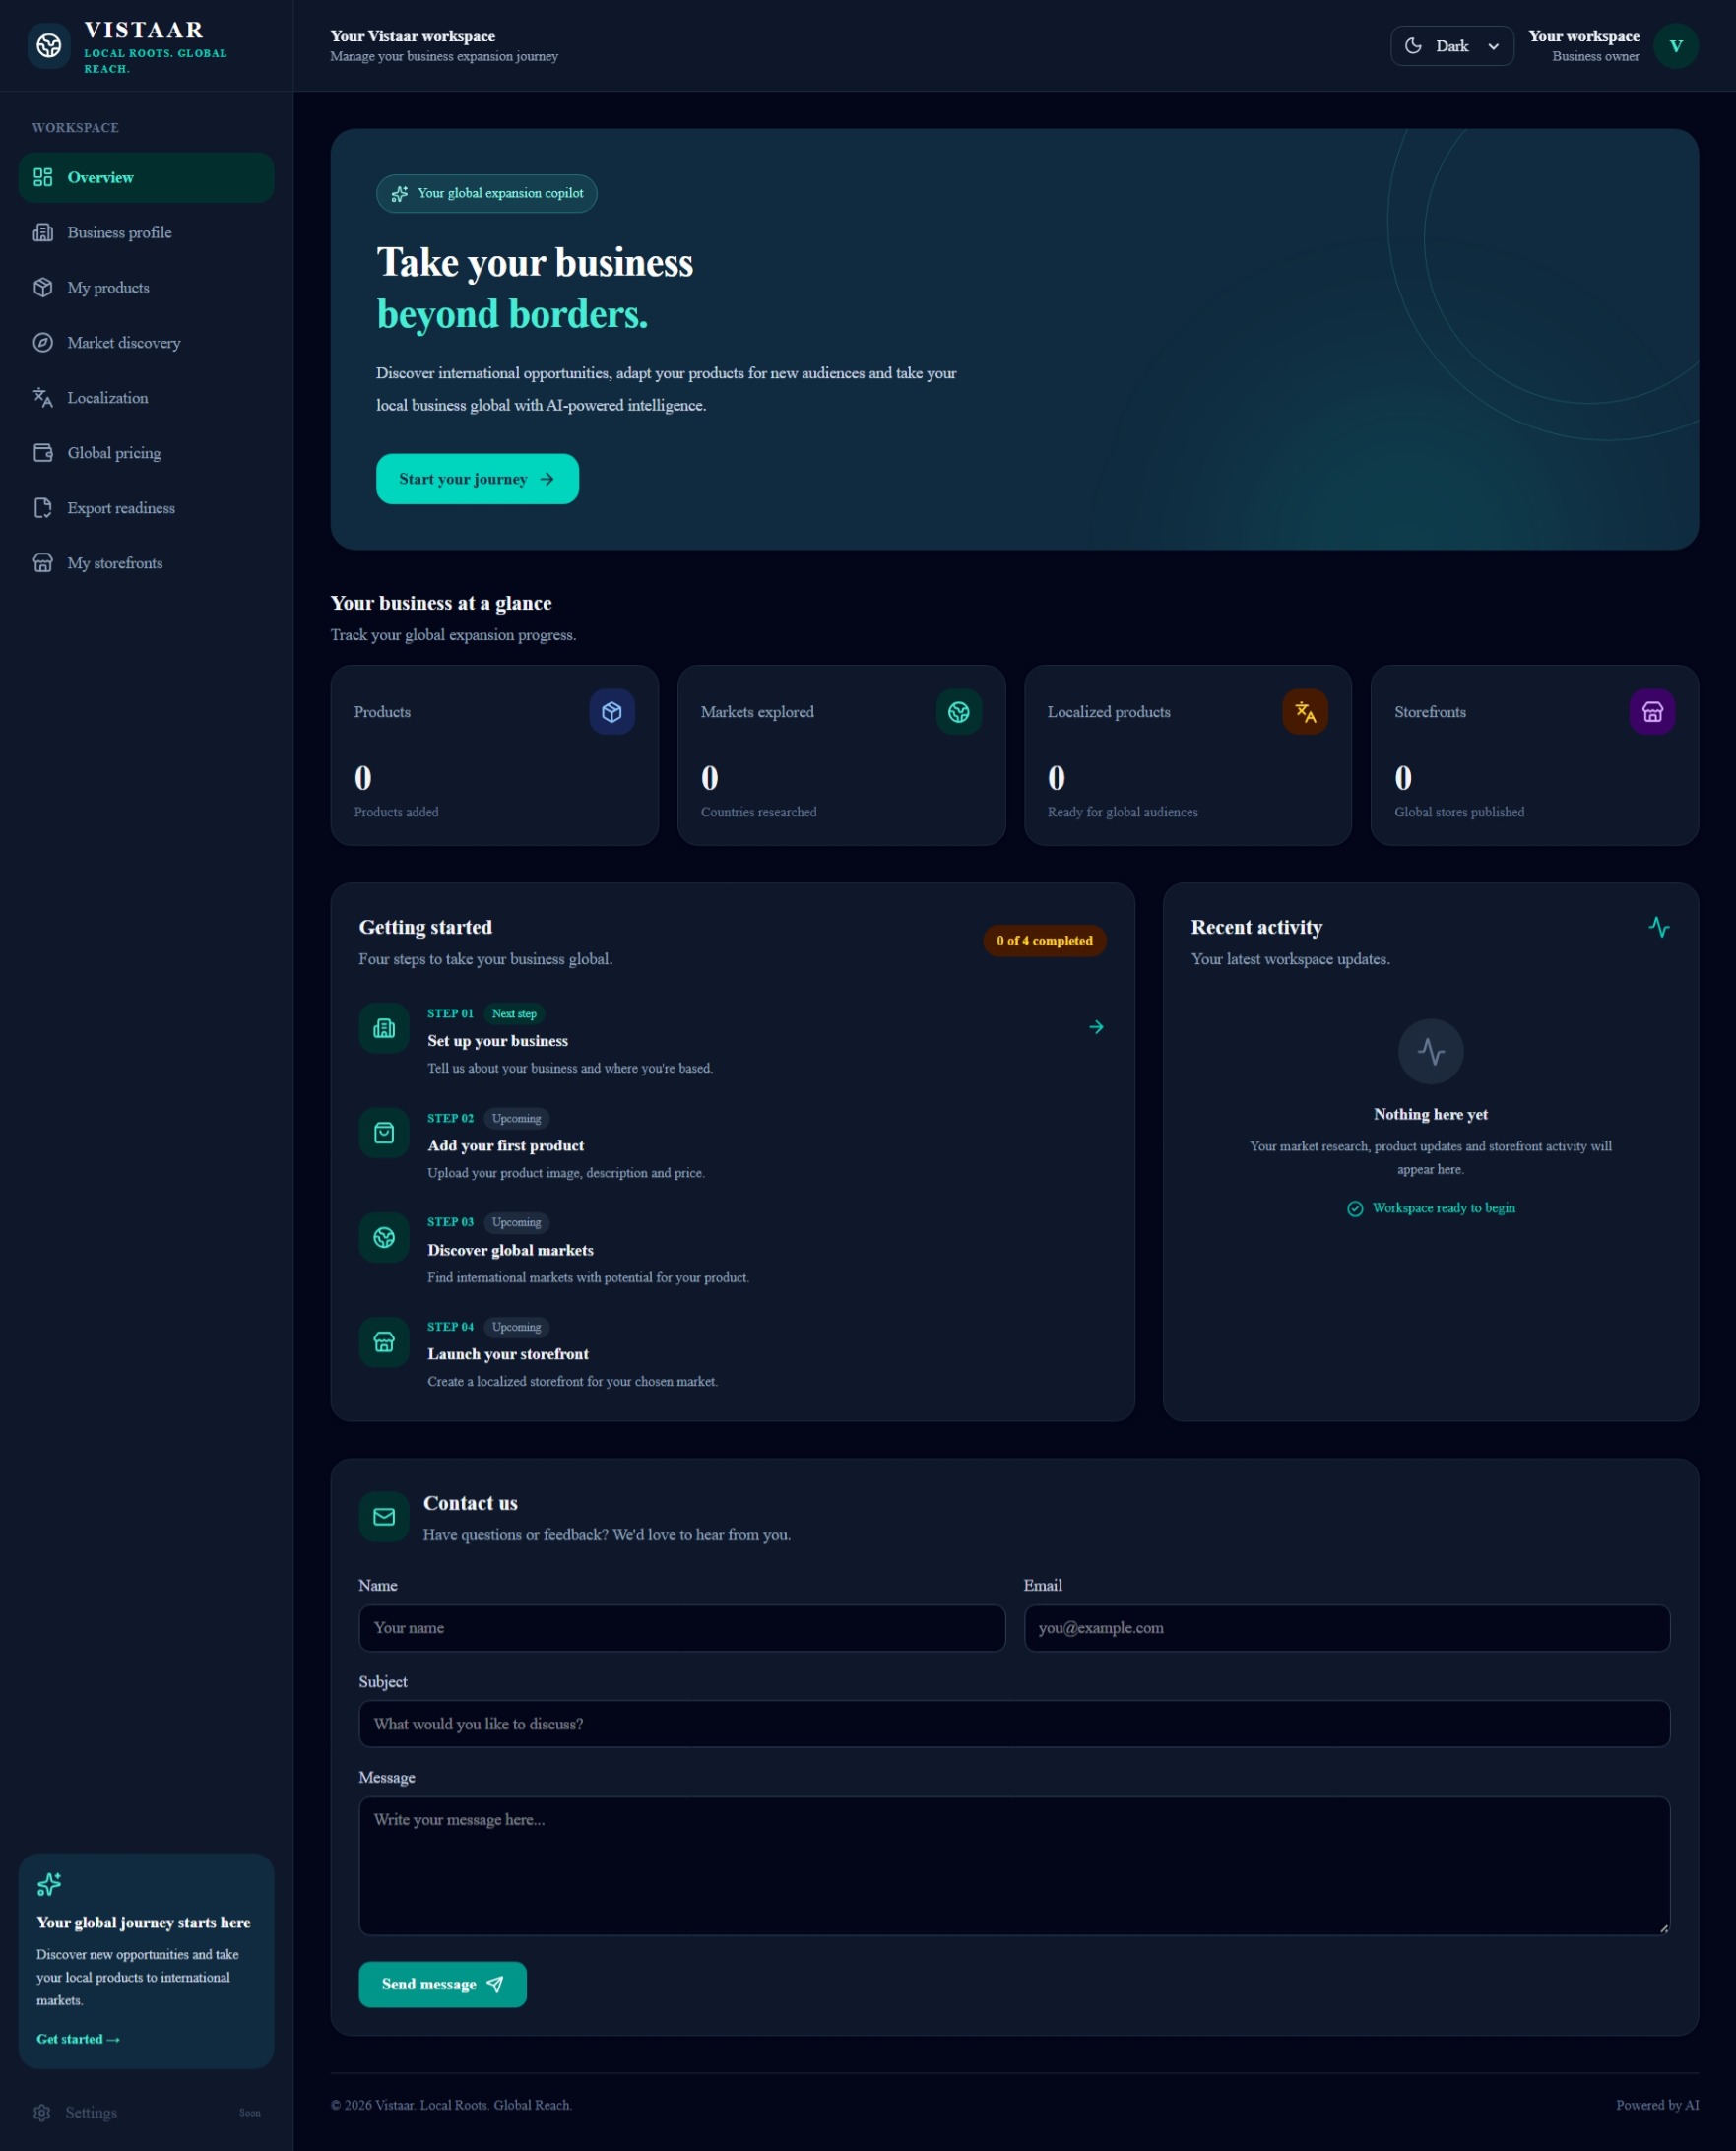 VISTAAR
LOCAL ROOTS. GLOBAL
REACH.
WORKSPACE
Overview
Business profile
My products
Market discovery
Localization
Global pricing
Export readiness
My storefronts
Your global journey starts here
Discover new opportunities and take
your local products to international
markets.
Get started →
Settings
Soon
Your Vistaar workspace
Manage your business expansion journey
Dark
Your workspace
Business owner
V
Your global expansion copilot
Take your business
beyond borders.
Discover international opportunities, adapt your products for new audiences and take your
local business global with AI-powered intelligence.
Start your journey
Your business at a glance
Track your global expansion progress.
Products
0
Products added
Markets explored
0
Countries researched
Localized products
0
Ready for global audiences
Storefronts
0
Global stores published
Getting started
Four steps to take your business global.
0 of 4 completed
STEP 01 Next step
Set up your business
Tell us about your business and where you're based.
STEP 02 Upcoming
Add your first product
Upload your product image, description and price.
STEP 03 Upcoming
Discover global markets
Find international markets with potential for your product.
STEP 04 Upcoming
Launch your storefront
Create a localized storefront for your chosen market.
Recent activity
Your latest workspace updates.
Nothing here yet
Your market research, product updates and storefront activity will
appear here.
Workspace ready to begin
Contact us
Have questions or feedback? We'd love to hear from you.
Name
Your name
Email
you@example.com
Subject
What would you like to discuss?
Message
Write your message here...
Send message
© 2026 Vistaar. Local Roots. Global Reach.
Powered by AI